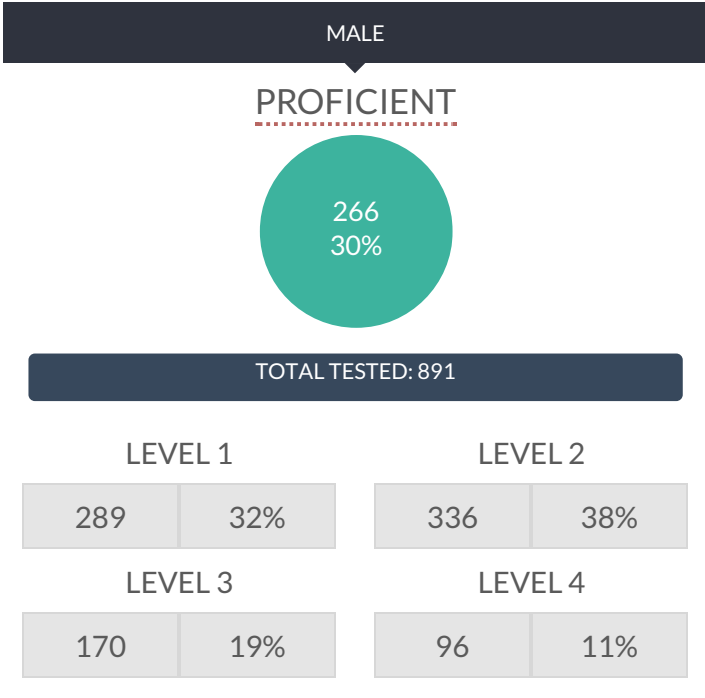 MALE
PROFICIENT
266
30%
TOTAL TESTED: 891
LEVEL 1
LEVEL 2
289 32%
336 38%
LEVEL 3
LEVEL 4
170 19%
96 11%